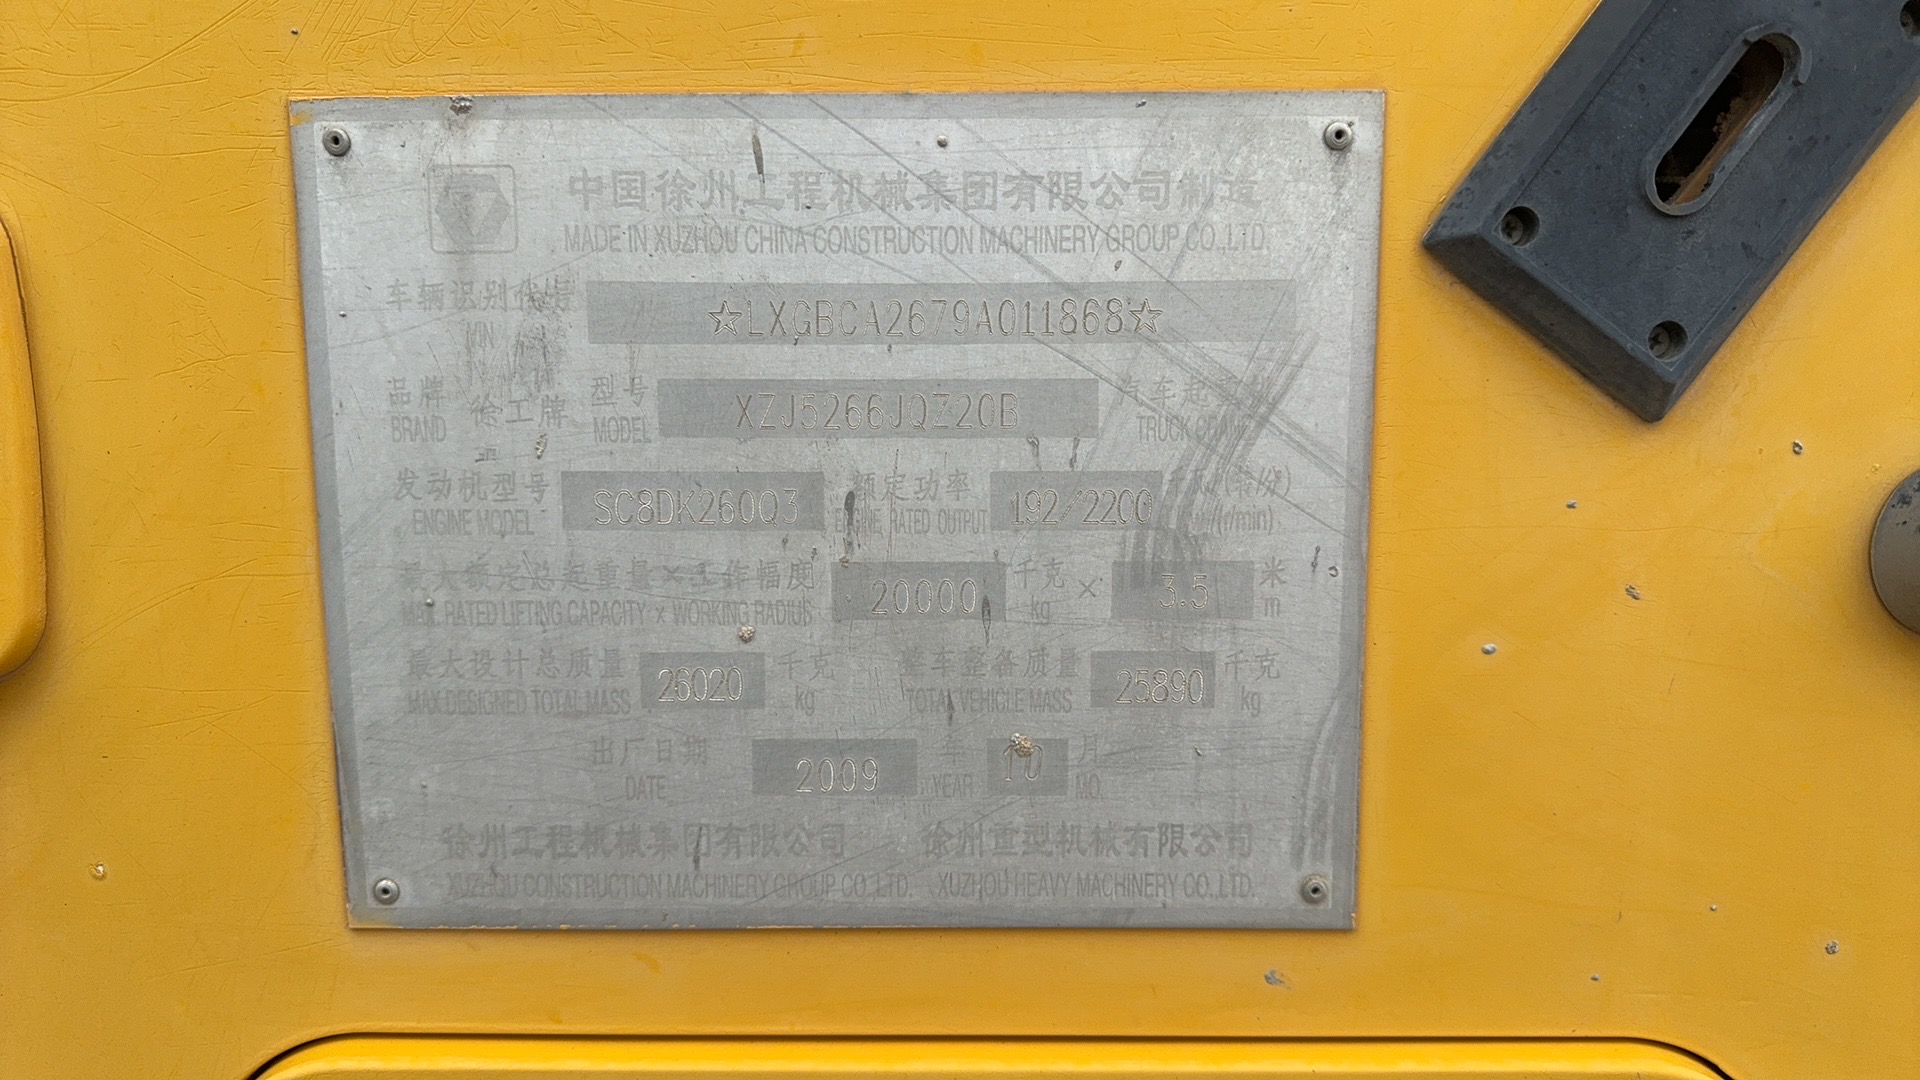 中国徐州工程机械集团有限公司制造
MADE IN XUZHOU CHINA CONSTRUCTION MACHINERY GROUP CO.,LTD.
车辆识别代号 ☆LXGBCA2679A011868☆
VIN
品牌 徐工牌 型号 XZJ5266JQZ20B 汽车起重机
BRAND MODEL TRUCK CRANE
发动机型号 SC8DK260Q3 额定功率 192/2200 千瓦/(转/分)
ENGINE MODEL ENGINE RATED OUTPUT kw/(r/min)
最大额定总起重量×工作幅度 20000 千克 × 3.5 米
MAX. RATED LIFTING CAPACITY × WORKING RADIUS kg m
最大设计总质量 26020 千克 整车整备质量 25890 千克
MAX.DESIGNED TOTAL MASS kg TOTAL VEHICLE MASS kg
出厂日期 2009 年 10 月
DATE YEAR MO.
徐州工程机械集团有限公司 徐州重型机械有限公司
XUZHOU CONSTRUCTION MACHINERY GROUP CO.,LTD. XUZHOU HEAVY MACHINERY CO.,LTD.